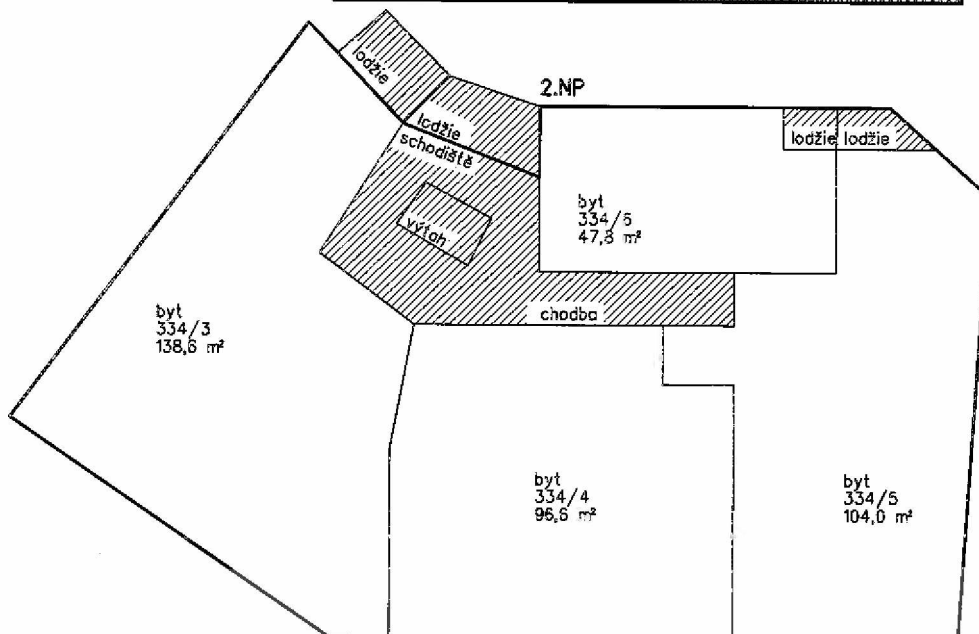 lodžie
2.NP
lodžie
schodiště
lodžie lodžie
výtah
byt
334/6
47,8 m²
chodba
byt
334/3
138,6 m²
byt
334/4
96,6 m²
byt
334/5
104,0 m²